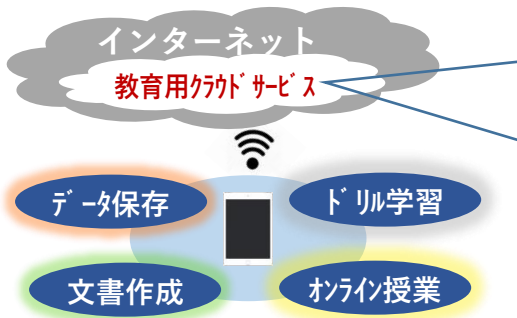 インターネット
教育用ｸﾗｳﾄﾞｻｰﾋﾞｽ
ﾃﾞｰﾀ保存
ﾄﾞﾘﾙ学習
文書作成
ｵﾝﾗｲﾝ授業